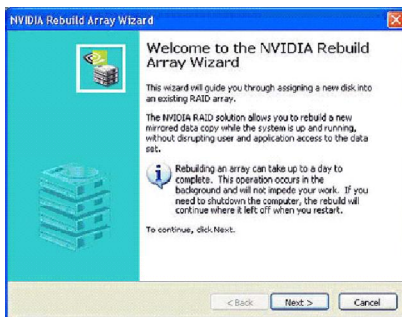 NVIDIA Rebuild Array Wizard
Welcome to the NVIDIA Rebuild
Array Wizard
This wizard will guide you through assigning a new disk into
an existing RAID array.
The NVIDIA RAID solution allows you to rebuild a new
mirrored data copy while the system is up and running,
without disrupting user and application access to the data
set.
Rebuilding an array can take up to a day to
complete. This operation occurs in the
background and will not impede your work. If you
need to shutdown the computer, the rebuild will
continue where it left off when you restart.
To continue, click Next.
< Back Next > Cancel